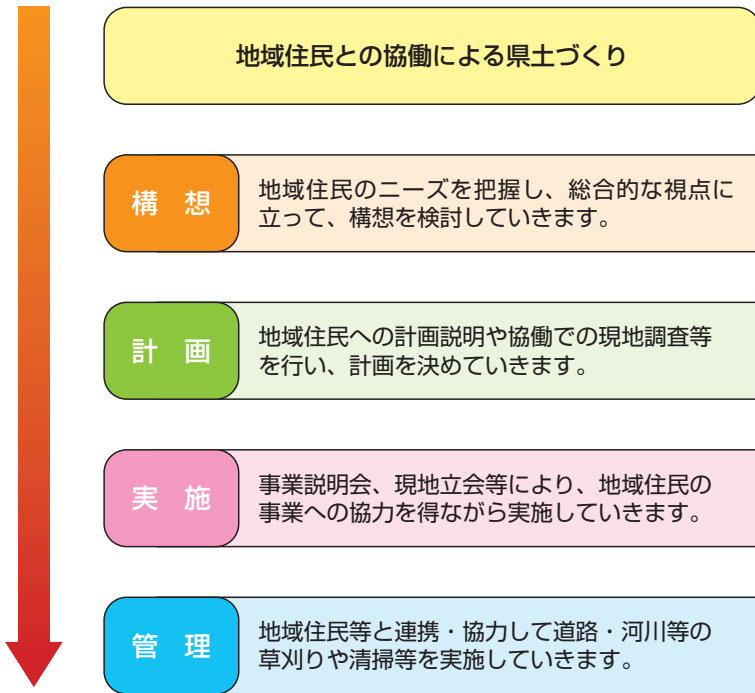 地域住民との協働による県土づくり
構 想
地域住民のニーズを把握し、総合的な視点に
立って、構想を検討していきます。
計 画
地域住民への計画説明や協働での現地調査等
を行い、計画を決めていきます。
実 施
事業説明会、現地立会等により、地域住民の
事業への協力を得ながら実施していきます。
管 理
地域住民等と連携・協力して道路・河川等の
草刈りや清掃等を実施していきます。